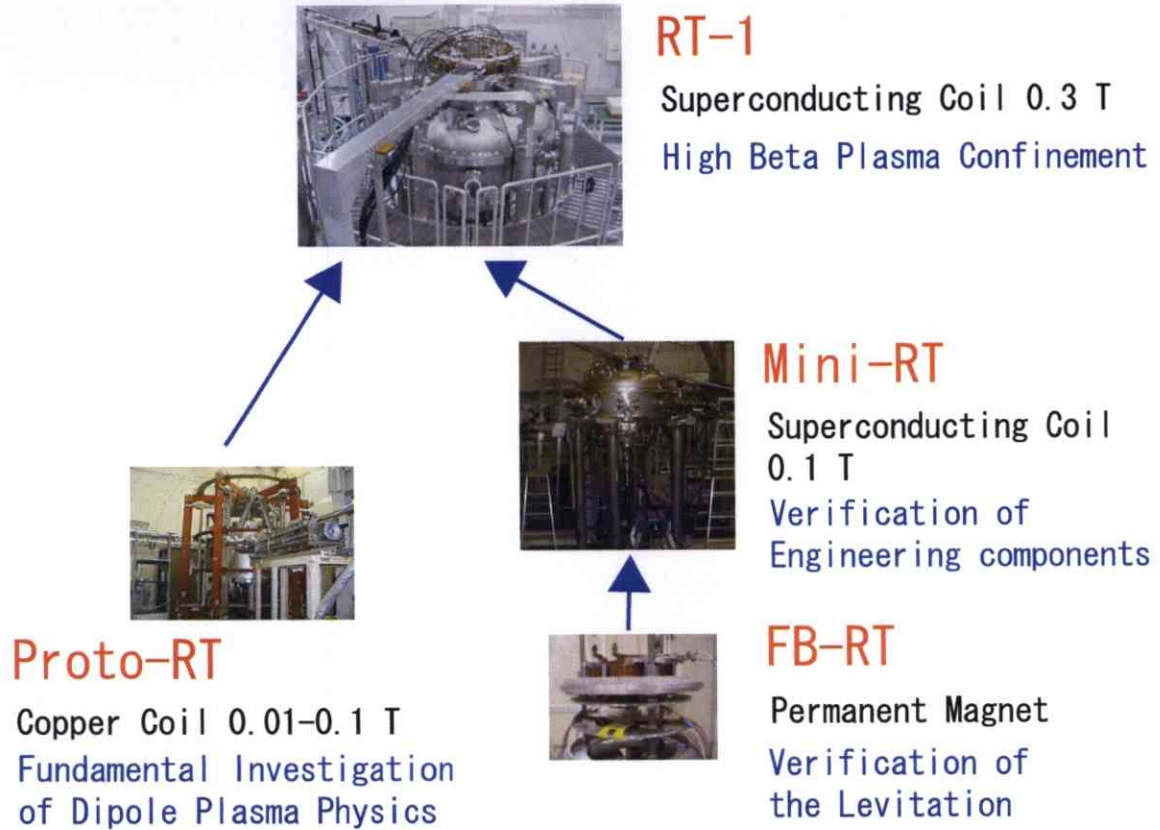 RT-1
Superconducting Coil 0.3 T
High Beta Plasma Confinement
Mini-RT
Superconducting Coil
0.1 T
Verification of
Engineering components
Proto-RT
Copper Coil 0.01-0.1 T
Fundamental Investigation
of Dipole Plasma Physics
FB-RT
Permanent Magnet
Verification of
the Levitation